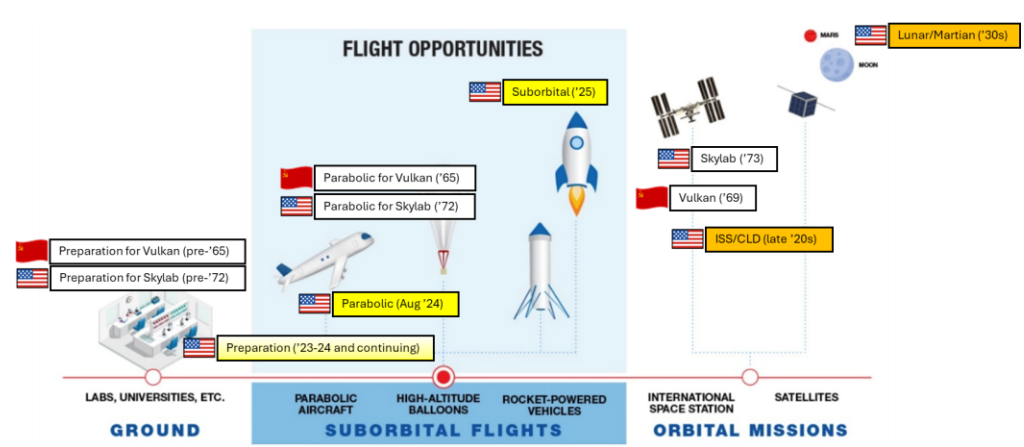 FLIGHT OPPORTUNITIES
MARS
Lunar/Martian ('30s)
MOON
Suborbital ('25)
Skylab ('73)
Parabolic for Vulkan ('65)
Vulkan ('69)
Parabolic for Skylab ('72)
ISS/CLD (late '20s)
Preparation for Vulkan (pre-'65)
Preparation for Skylab (pre-'72)
Parabolic (Aug '24)
Preparation ('23-24 and continuing)
LABS, UNIVERSITIES, ETC.
PARABOLIC
AIRCRAFT
HIGH-ALTITUDE
BALLOONS
ROCKET-POWERED
VEHICLES
INTERNATIONAL
SPACE STATION
SATELLITES
GROUND
SUBORBITAL FLIGHTS
ORBITAL MISSIONS